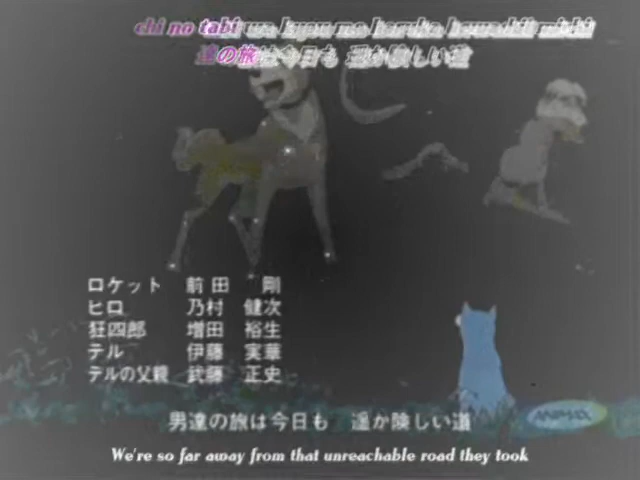 chi no tabi wa kyou mo haruka kewashii michi
達の旅は今日も 遥か険しい道
ロケット 前田 剛
ヒロ 乃村 健次
狂四郎 増田 裕生
テル 伊藤 実華
テルの父親 武藤 正史
男達の旅は今日も 遥か険しい道
ANIMAX
We're so far away from that unreachable road they took